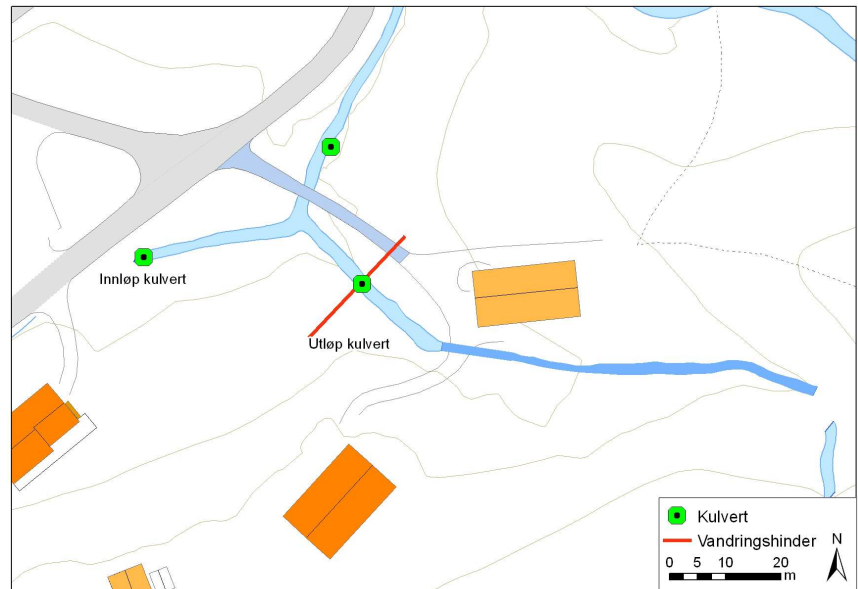 Innløp kulvert
Utløp kulvert
Kulvert
Vandringshinder
N
0 5 10 20
m